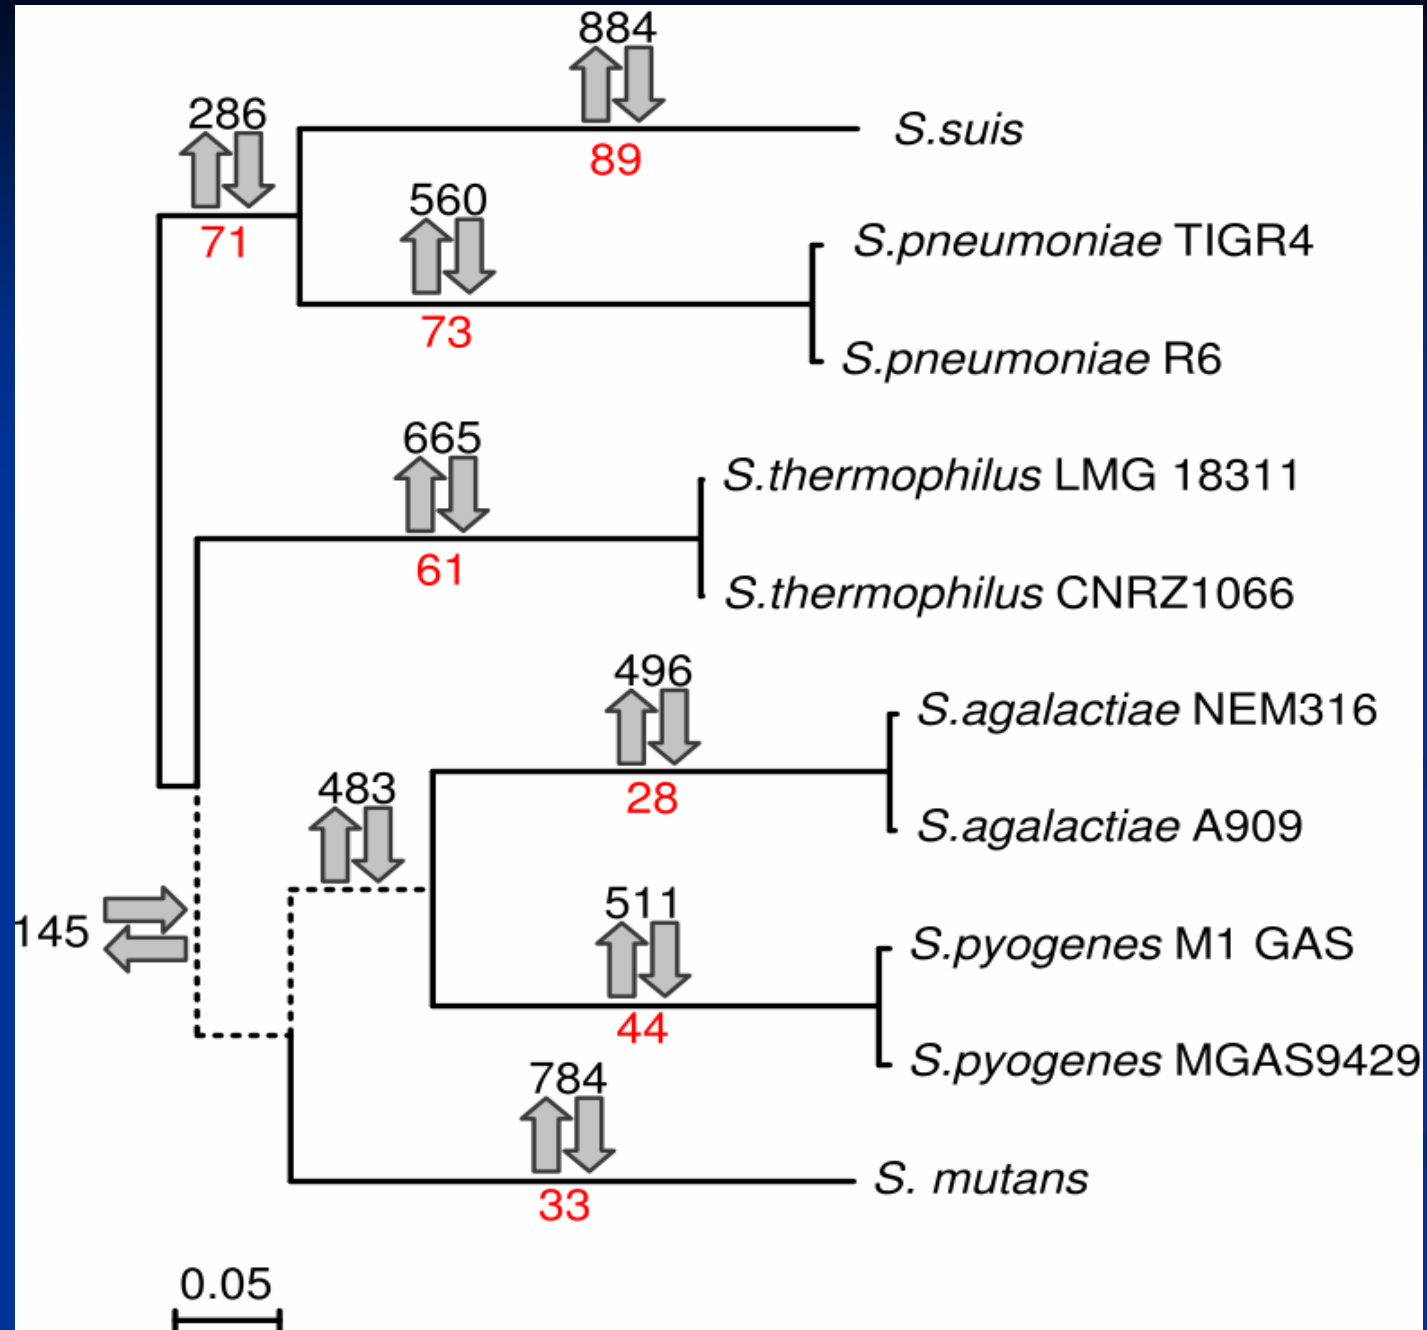 884
286
S.suis
89
560
71
S.pneumoniae TIGR4
73
S.pneumoniae R6
665
S.thermophilus LMG 18311
61
S.thermophilus CNRZ1066
496
S.agalactiae NEM316
483
28
S.agalactiae A909
511
145
S.pyogenes M1 GAS
44
S.pyogenes MGAS9429
784
S. mutans
33
0.05